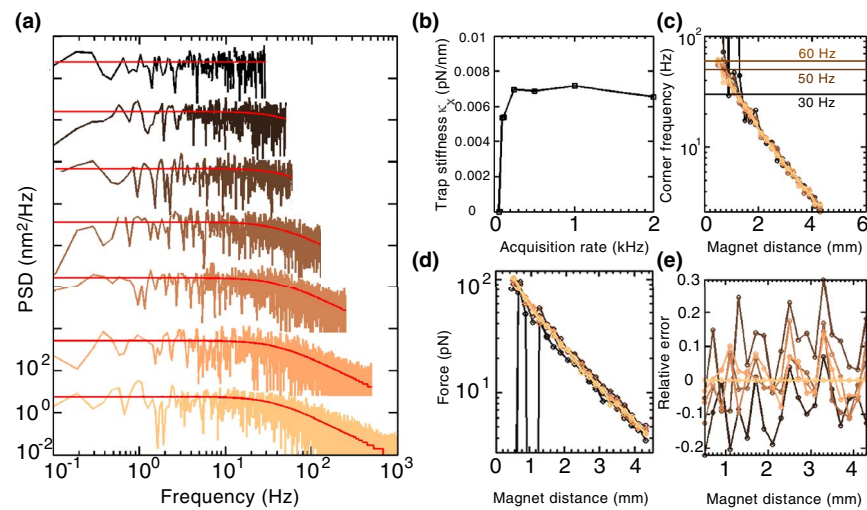 (a)
PSD (nm²/Hz)
10²
10⁰
10⁻²
10⁻¹ 10⁰ 10¹ 10² 10³
Frequency (Hz)
(b)
Trap stiffness κₓ (pN/nm)
0.01
0.008
0.006
0.004
0.002
0
0 1 2
Acquisition rate (kHz)
(c)
Corner frequency (Hz)
10²
10¹
60 Hz
50 Hz
30 Hz
0 2 4 6
Magnet distance (mm)
(d)
Force (pN)
10²
10¹
0 1 2 3 4
Magnet distance (mm)
(e)
Relative error
0.3
0.2
0.1
0
-0.1
0.2
1 2 3 4
Magnet distance (mm)